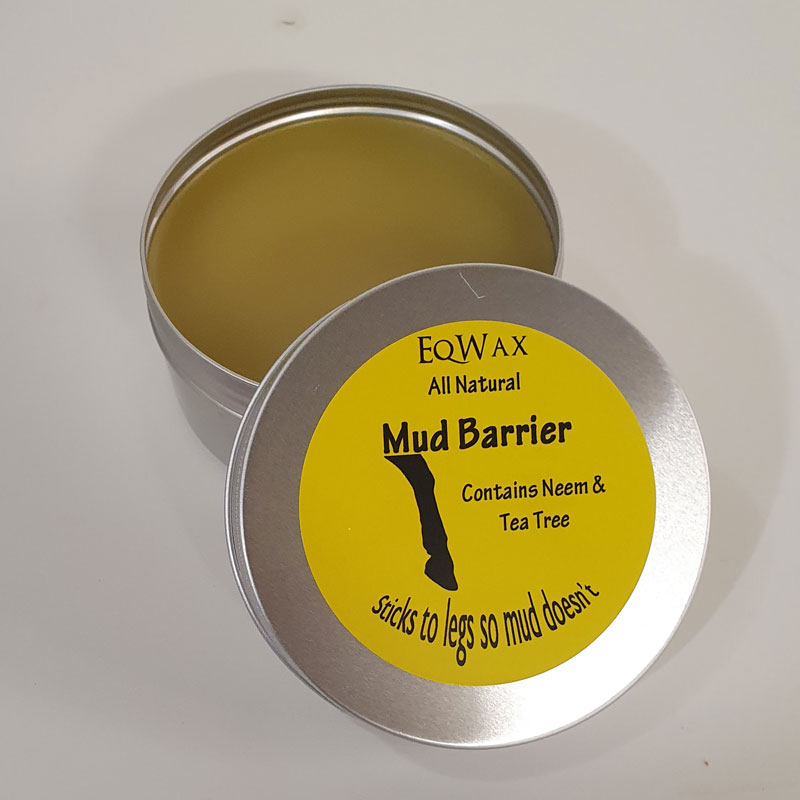 EQWAX
All Natural
Mud Barrier
Contains Neem &
Tea Tree
Sticks to legs so mud doesn't